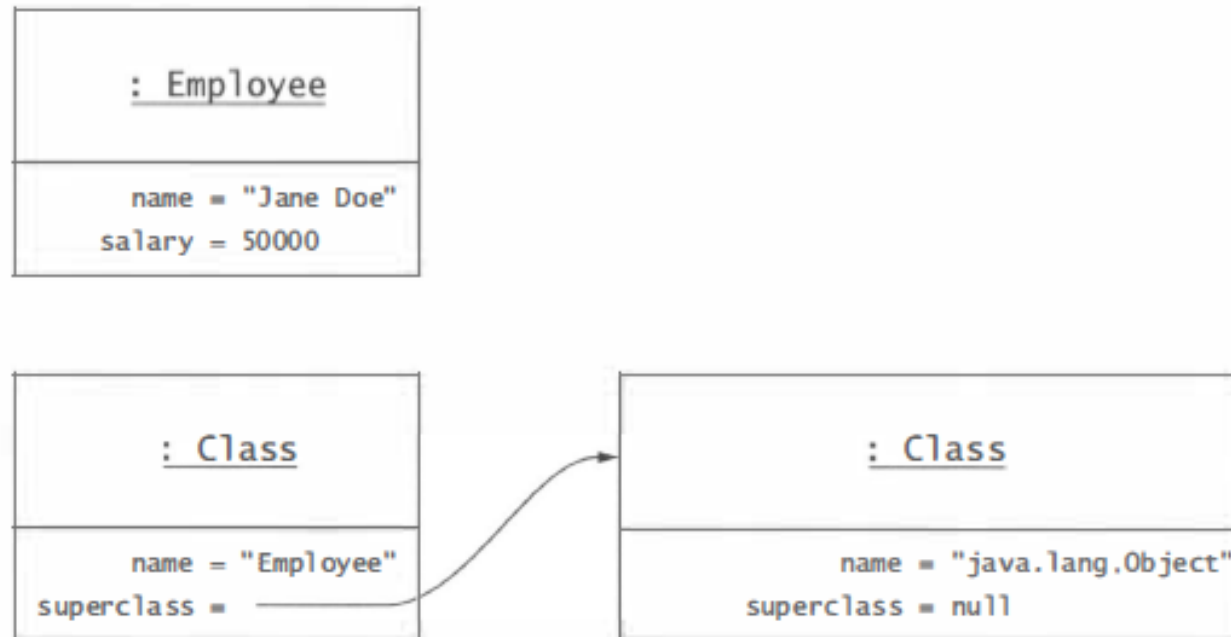 : Employee
name = "Jane Doe"
salary = 50000
: Class
name = "Employee"
superclass =
: Class
name = "java.lang.Object"
superclass = null